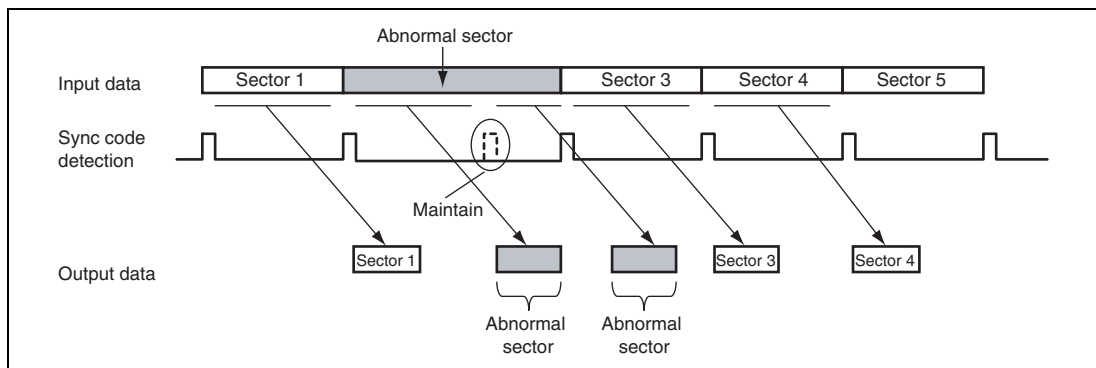 Abnormal sector
Input data
Sector 1
Sector 3
Sector 4
Sector 5
Sync code
detection
Maintain
Output data
Sector 1
Sector 3
Sector 4
Abnormal
sector
Abnormal
sector